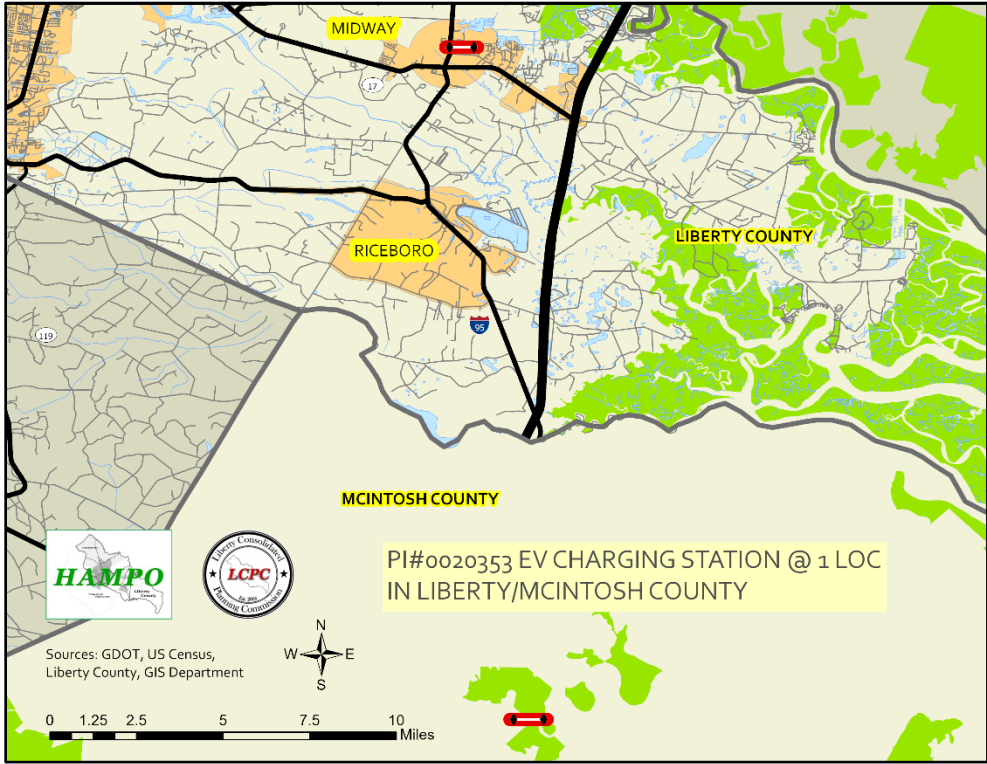 MIDWAY
17
LIBERTY COUNTY
RICEBORO
95
119
MCINTOSH COUNTY
PI#0020353 EV CHARGING STATION @ 1 LOC
IN LIBERTY/MCINTOSH COUNTY
HAMPO
Liberty
County
Liberty Consolidated
LCPC
Planning Commission
N
W E
S
Sources: GDOT, US Census,
Liberty County, GIS Department
0 1.25 2.5 5 7.5 10
Miles